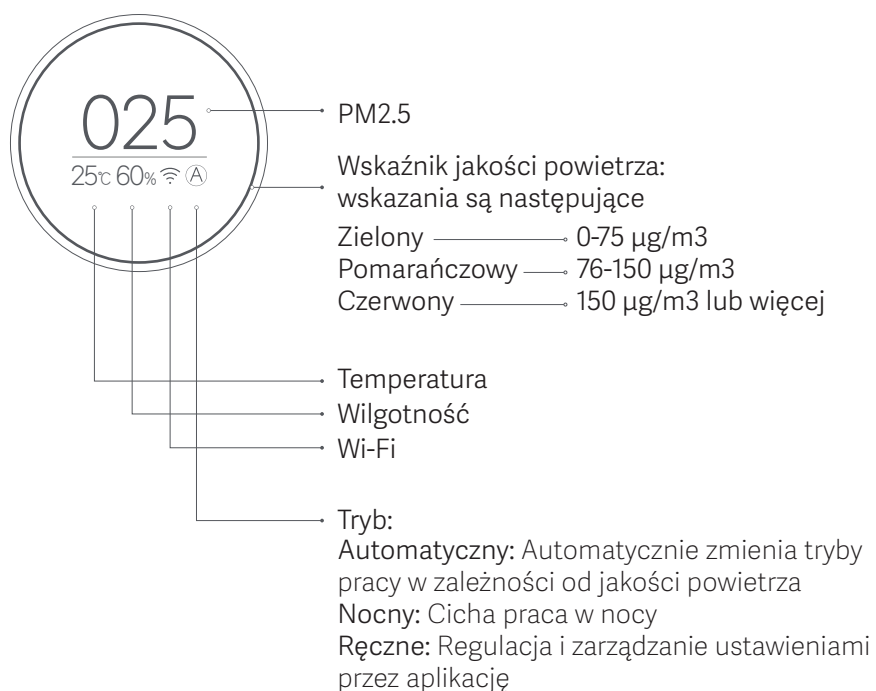 025
25℃ 60% A
PM2.5
Wskaźnik jakości powietrza:
wskazania są następujące
Zielony 0-75 µg/m3
Pomarańczowy 76-150 µg/m3
Czerwony 150 µg/m3 lub więcej
Temperatura
Wilgotność
Wi-Fi
Tryb:
Automatyczny: Automatycznie zmienia tryby
pracy w zależności od jakości powietrza
Nocny: Cicha praca w nocy
Ręczne: Regulacja i zarządzanie ustawieniami
przez aplikację